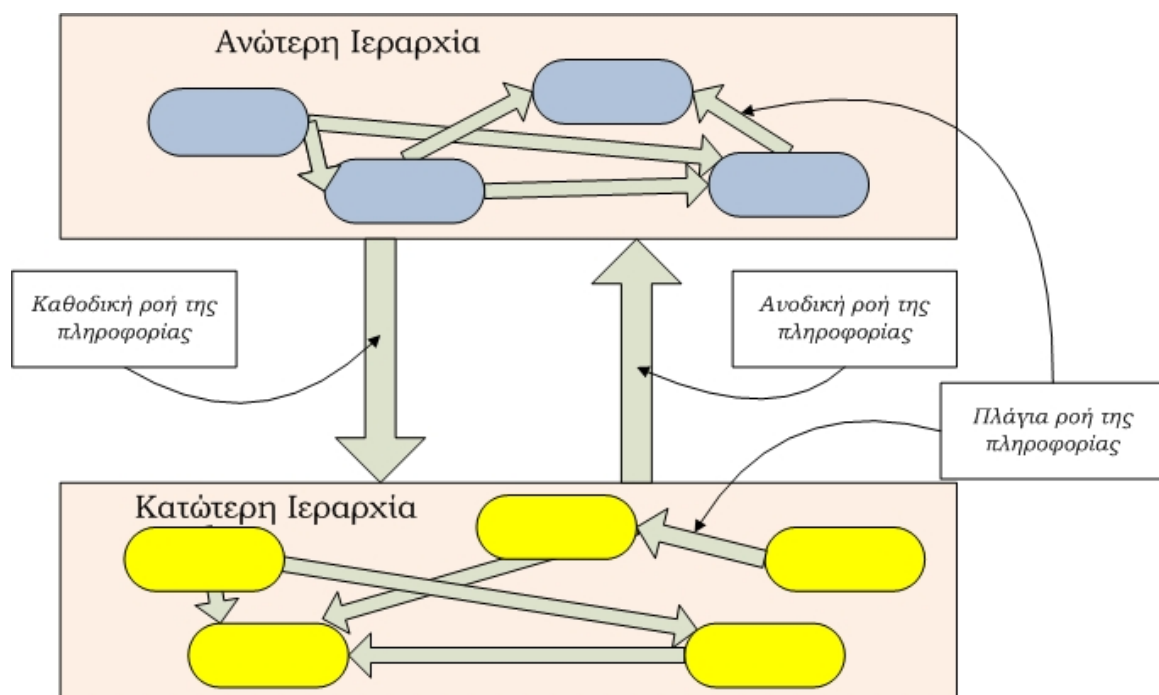 Ανώτερη Ιεραρχία
Καθοδική ροή της
πληροφορίας
Ανοδική ροή της
πληροφορίας
Πλάγια ροή της
πληροφορίας
Κατώτερη Ιεραρχία